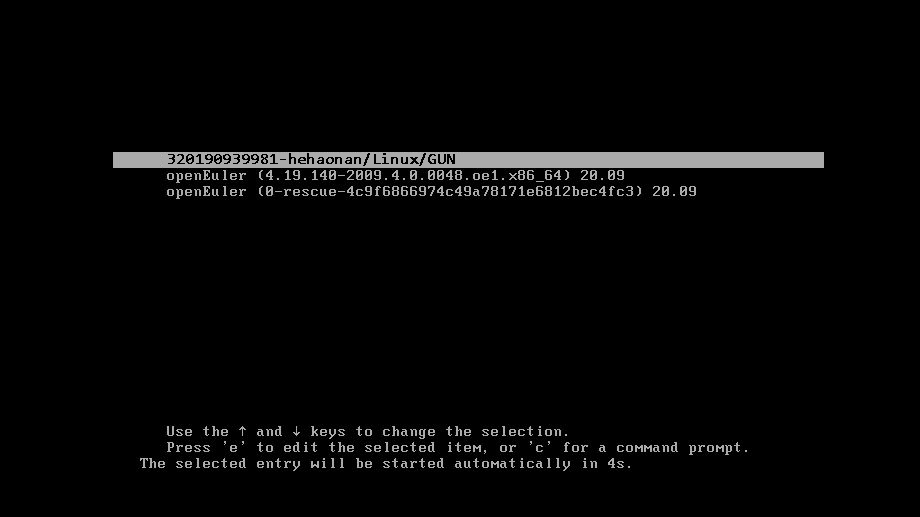 320190939981-hehaonan/Linux/GUN
openEuler (4.19.140-2009.4.0.0048.oe1.x86_64) 20.09
openEuler (0-rescue-4c9f6866974c49a78171e6812bec4fc3) 20.09
Use the ↑ and ↓ keys to change the selection.
Press 'e' to edit the selected item, or 'c' for a command prompt.
The selected entry will be started automatically in 4s.